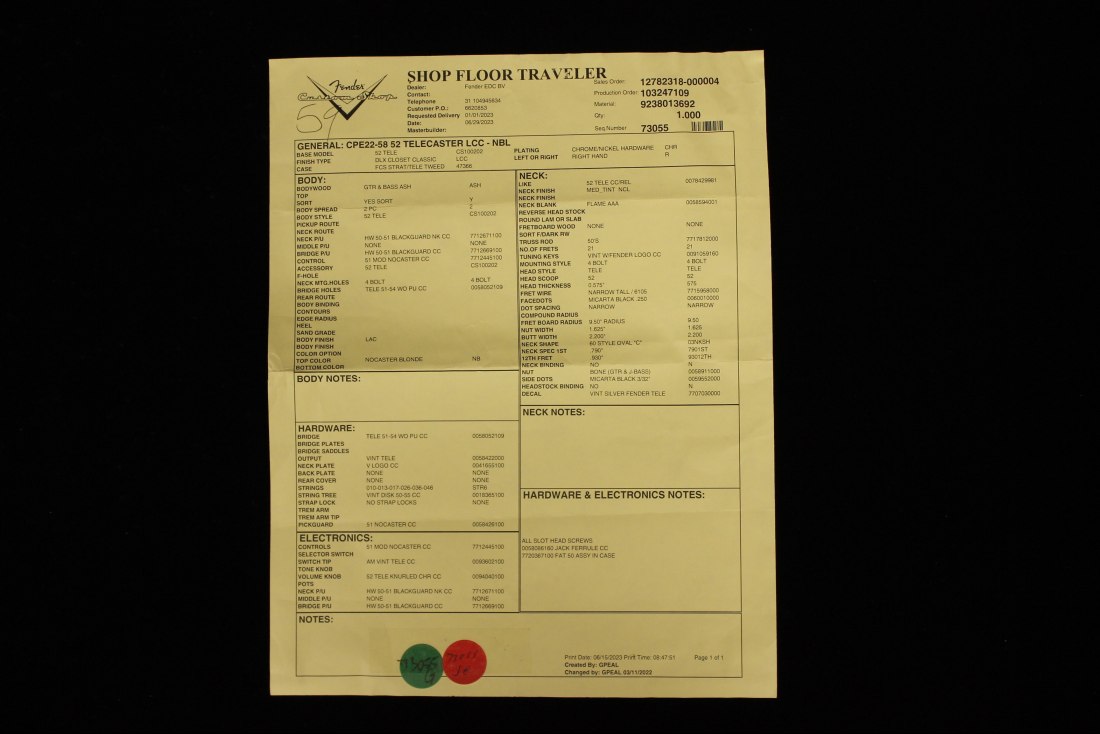 Fender
Custom Shop
59
SHOP FLOOR TRAVELER
Dealer: Fender EDC BV
Contact:
Telephone 31 104945634
Customer P.O.: 6620853
Requested Delivery 01/01/2023
Date: 06/29/2023
Masterbuilder:
Sales Order: 12782318-000004
Production Order: 103247109
Material: 9238013692
Qty: 1.000
Seq Number 73055
GENERAL: CPE22-58 52 TELECASTER LCC - NBL
BASE MODEL 52 TELE CS100202 PLATING CHROME/NICKEL HARDWARE CHR
FINISH TYPE DLX CLOSET CLASSIC LCC LEFT OR RIGHT RIGHT HAND R
CASE FCS STRAT/TELE TWEED 47366
BODY:
BODYWOOD GTR & BASS ASH ASH
TOP
SORT YES SORT y
BODY SPREAD 2 PC 2
BODY STYLE 52 TELE CS100202
PICKUP ROUTE
NECK ROUTE
NECK P/U HW 50-51 BLACKGUARD NK CC 7712671100
MIDDLE P/U NONE NONE
BRIDGE P/U HW 50-51 BLACKGUARD CC 7712669100
CONTROL 51 MOD NOCASTER CC 7712445100
ACCESSORY 52 TELE CS100202
F-HOLE
NECK MTG.HOLES 4 BOLT 4 BOLT
BRIDGE HOLES TELE 51-54 WO PU CC 0058052109
REAR ROUTE
BODY BINDING
CONTOURS
EDGE RADIUS
HEEL
SAND GRADE
BODY FINISH LAC
BODY FINISH
COLOR OPTION
TOP COLOR NOCASTER BLONDE NB
BOTTOM COLOR
BODY NOTES:
HARDWARE:
BRIDGE TELE 51-54 WO PU CC 0058052109
BRIDGE PLATES
BRIDGE SADDLES
OUTPUT VINT TELE 0058422000
NECK PLATE V LOGO CC 0041655100
BACK PLATE NONE NONE
REAR COVER NONE NONE
STRINGS 010-013-017-026-036-046 STR6
STRING TREE VINT DISK 50-55 CC 0018365100
STRAP LOCK NO STRAP LOCKS NONE
TREM ARM
TREM ARM TIP
PICKGUARD 51 NOCASTER CC 0058426100
ELECTRONICS:
CONTROLS 51 MOD NOCASTER CC 7712445100
SELECTOR SWITCH
SWITCH TIP AM VINT TELE CC 0093602100
TONE KNOB
VOLUME KNOB 52 TELE KNURLED CHR CC 0094040100
POTS
NECK P/U HW 50-51 BLACKGUARD NK CC 7712671100
MIDDLE P/U NONE NONE
BRIDGE P/U HW 50-51 BLACKGUARD CC 7712669100
NECK:
LIKE 52 TELE CC/REL 0078429981
NECK FINISH MED_TINT NCL
NECK FINISH
NECK BLANK FLAME AAA 0058594001
REVERSE HEAD STOCK
ROUND LAM OR SLAB
FRETBOARD WOOD NONE NONE
SORT F/DARK RW
TRUSS ROD 50'S 7717812000
NO.OF FRETS 21 21
TUNING KEYS VINT W/FENDER LOGO CC 0091059160
MOUNTING STYLE 4 BOLT 4 BOLT
HEAD STYLE TELE TELE
HEAD SCOOP 52 52
HEAD THICKNESS 0.575" 575
FRET WIRE NARROW TALL / 6105 7715958000
FACEDOTS MICARTA BLACK .250 0060010000
DOT SPACING NARROW NARROW
COMPOUND RADIUS
FRET BOARD RADIUS 9.50" RADIUS 9.50
NUT WIDTH 1.625" 1.625
BUTT WIDTH 2.200" 2.200
NECK SHAPE 60 STYLE OVAL "C" 03NKSH
NECK SPEC 1ST .790" 7901ST
12TH FRET .930" 93012TH
NECK BINDING NO N
NUT BONE (GTR & J-BASS) 0058911000
SIDE DOTS MICARTA BLACK 3/32" 0059552000
HEADSTOCK BINDING NO N
DECAL VINT SILVER FENDER TELE 7707030000
NECK NOTES:
HARDWARE & ELECTRONICS NOTES:
ALL SLOT HEAD SCREWS
0058086160 JACK FERRULE CC
7720367100 FAT 50 ASSY IN CASE
NOTES:
73055
Print Date: 06/15/2023 Print Time: 08:47:51 Page 1 of 1
Created By: GPEAL
Changed by: GPEAL 03/11/2022